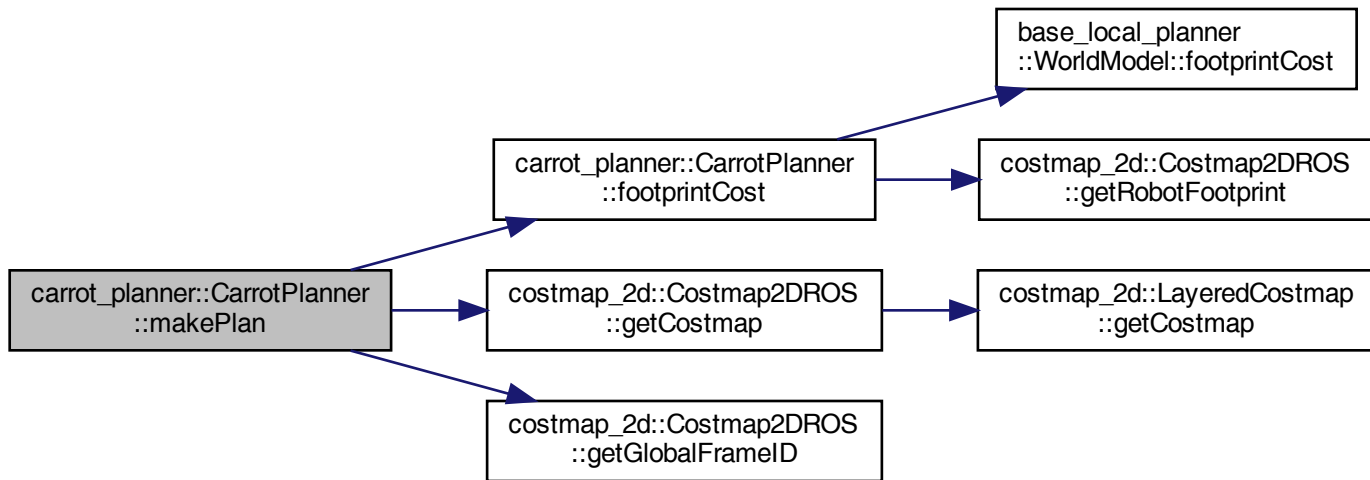 base_local_planner
::WorldModel::footprintCost
carrot_planner::CarrotPlanner
::footprintCost
costmap_2d::Costmap2DROS
::getRobotFootprint
carrot_planner::CarrotPlanner
::makePlan
costmap_2d::Costmap2DROS
::getCostmap
costmap_2d::LayeredCostmap
::getCostmap
costmap_2d::Costmap2DROS
::getGlobalFrameID